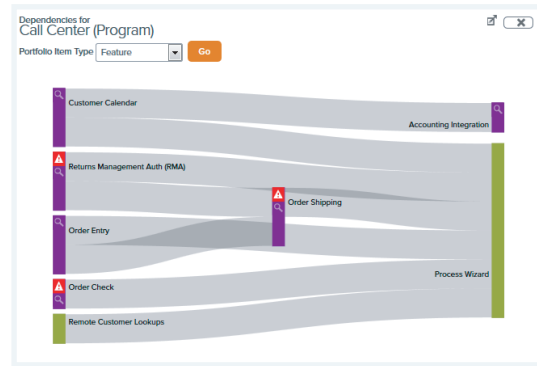 Dependencies for
Call Center (Program)
Portfolio Item Type Feature Go
Customer Calendar
Accounting Integration
Returns Management Auth (RMA)
Order Shipping
Order Entry
Process Wizard
Order Check
Remote Customer Lookups